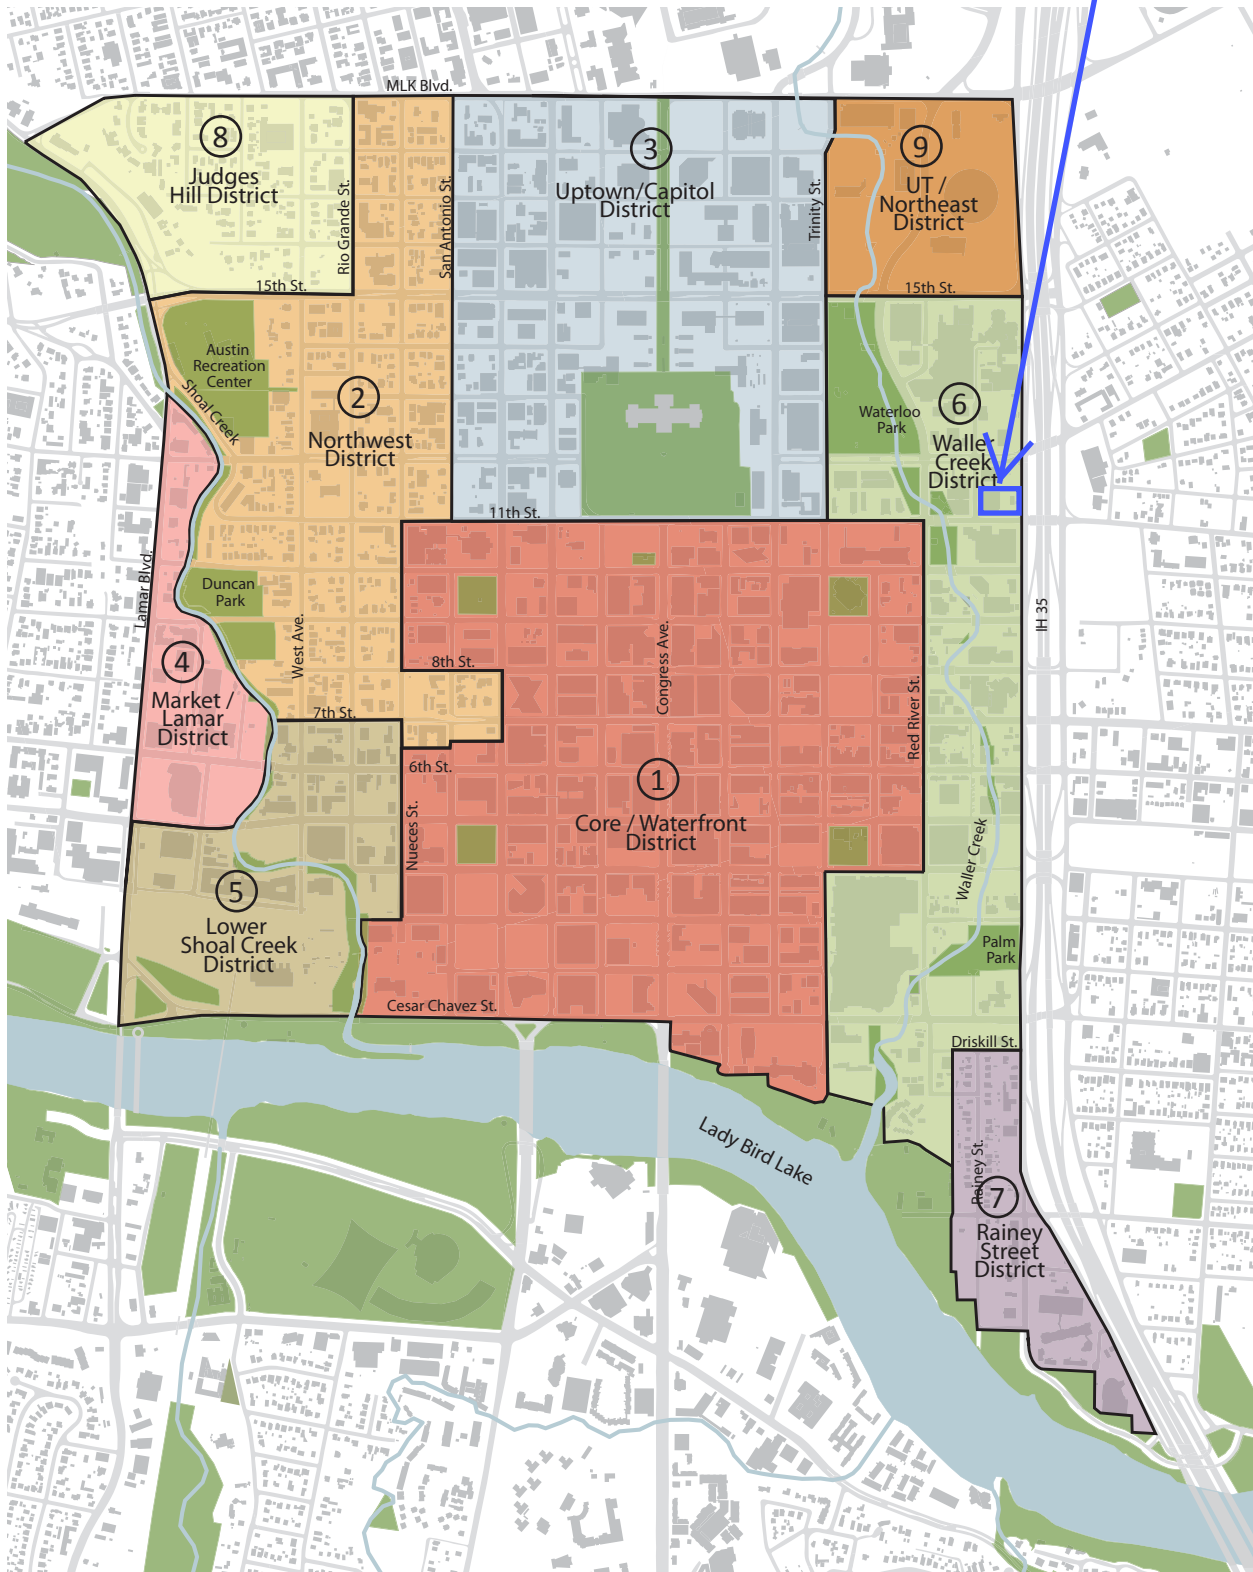 MLK Blvd.
8
Judges
Hill District
Rio Grande St.
San Antonio St.
3
Uptown/Capitol
District
Trinity St.
9
UT /
Northeast
District
15th St.
15th St.
Austin
Recreation
Center
Shoal Creek
2
Northwest
District
Waterloo
Park
6
Waller
Creek
District
11th St.
Lamar Blvd.
Duncan
Park
West Ave.
IH 35
4
Market /
Lamar
District
8th St.
Congress Ave.
Red River St.
7th St.
6th St.
1
Core / Waterfront
District
Nueces St.
Waller Creek
5
Lower
Shoal Creek
District
Palm
Park
Cesar Chavez St.
Driskill St.
Lady Bird Lake
Rainey St.
7
Rainey
Street
District